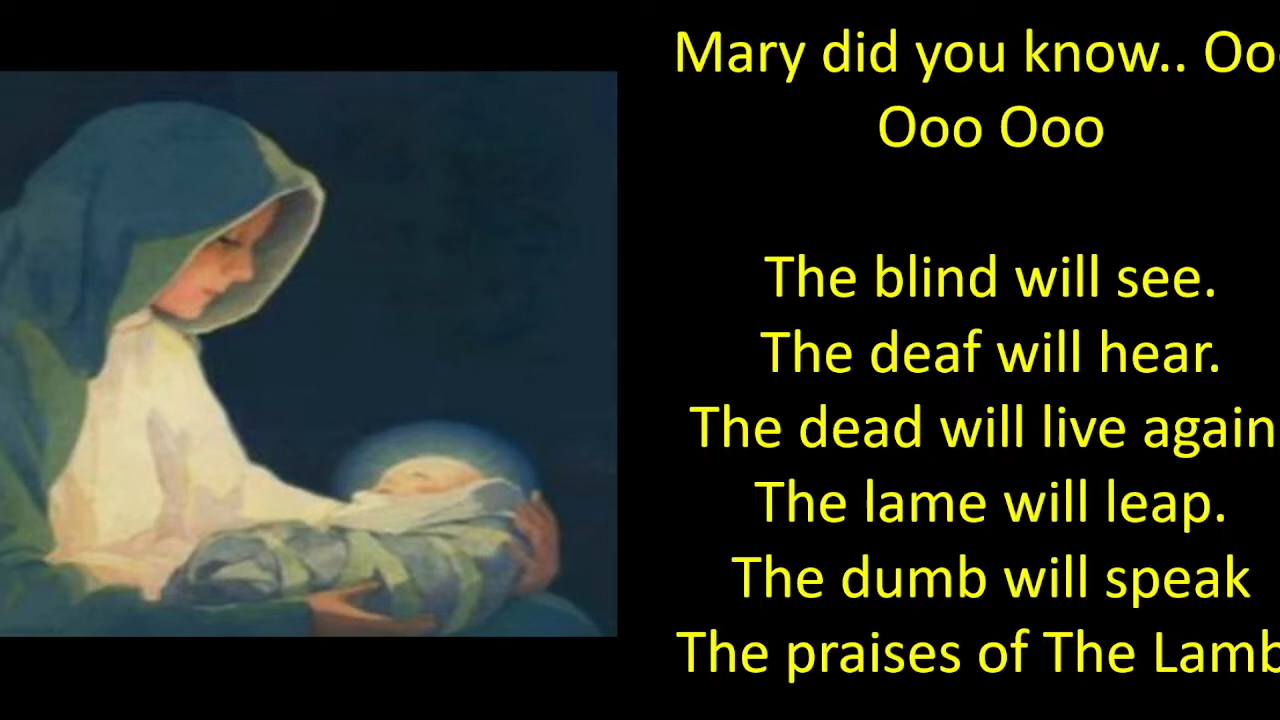 Mary did you know.. Oo
Ooo Ooo
The blind will see.
The deaf will hear.
The dead will live again
The lame will leap.
The dumb will speak
The praises of The Lamb